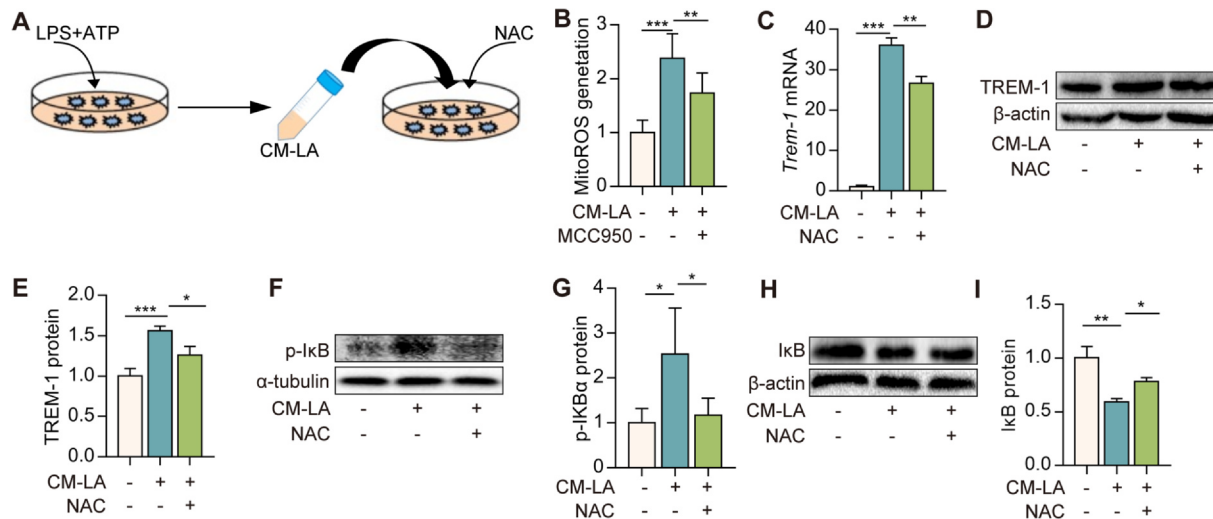 A
LPS+ATP
NAC
CM-LA
B
MitoROS genetation
3
2
1
0
***
**
CM-LA - + +
MCC950 - - +
C
Trem-1 mRNA
40
30
20
10
0
***
**
CM-LA - + +
NAC - - +
D
TREM-1
β-actin
CM-LA - + +
NAC - - +
E
TREM-1 protein
2.0
1.5
1.0
0.5
0.0
***
*
CM-LA - + +
NAC - - +
F
p-IκB
α-tubulin
CM-LA - + +
NAC - - +
G
p-IKBα protein
6
4
2
1
0
*
*
CM-LA - + +
NAC - - +
H
IκB
β-actin
CM-LA - + +
NAC - - +
I
IκB protein
1.5
1.0
0.5
0.0
**
*
CM-LA - + +
NAC - - +